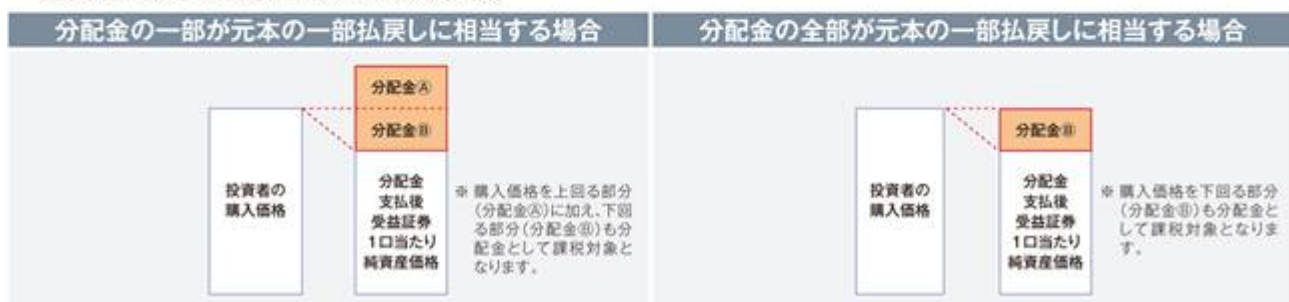 分配金の一部が元本の一部払戻しに相当する場合
分配金Ⓐ
分配金Ⓑ
投資者の
購入価格
分配金
支払後
受益証券
1口当たり
純資産価格
※ 購入価格を上回る部分
(分配金Ⓐ)に加え、下回
る部分(分配金Ⓑ)も分
配金として課税対象と
なります。
分配金の全部が元本の一部払戻しに相当する場合
分配金Ⓑ
投資者の
購入価格
分配金
支払後
受益証券
1口当たり
純資産価格
※ 購入価格を下回る部分
(分配金Ⓑ)も分配金と
して課税対象となりま
す。